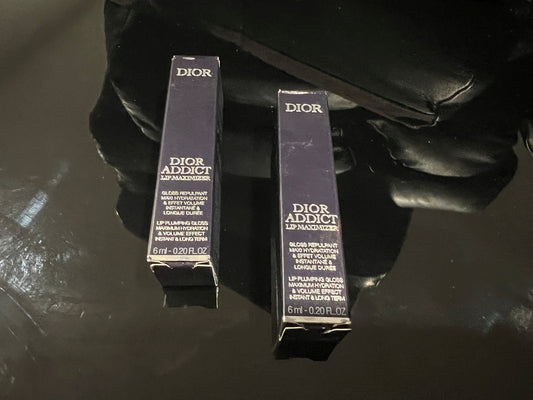 DIOR
DIOR
ADDICT
LIP MAXIMIZER
GLOSS REPULPANT
MAXI HYDRATATION
& EFFET VOLUME
INSTANTANÉ &
LONGUE DURÉE
LIP PLUMPING GLOSS
MAXIMUM HYDRATION
& VOLUME EFFECT
INSTANT & LONG TERM
6 ml - 0.20 FL.OZ
DIOR
DIOR
ADDICT
LIP MAXIMIZER
GLOSS REPULPANT
MAXI HYDRATATION
& EFFET VOLUME
INSTANTANÉ &
LONGUE DURÉE
LIP PLUMPING GLOSS
MAXIMUM HYDRATION
& VOLUME EFFECT
INSTANT & LONG TERM
6 ml - 0.20 FL.OZ